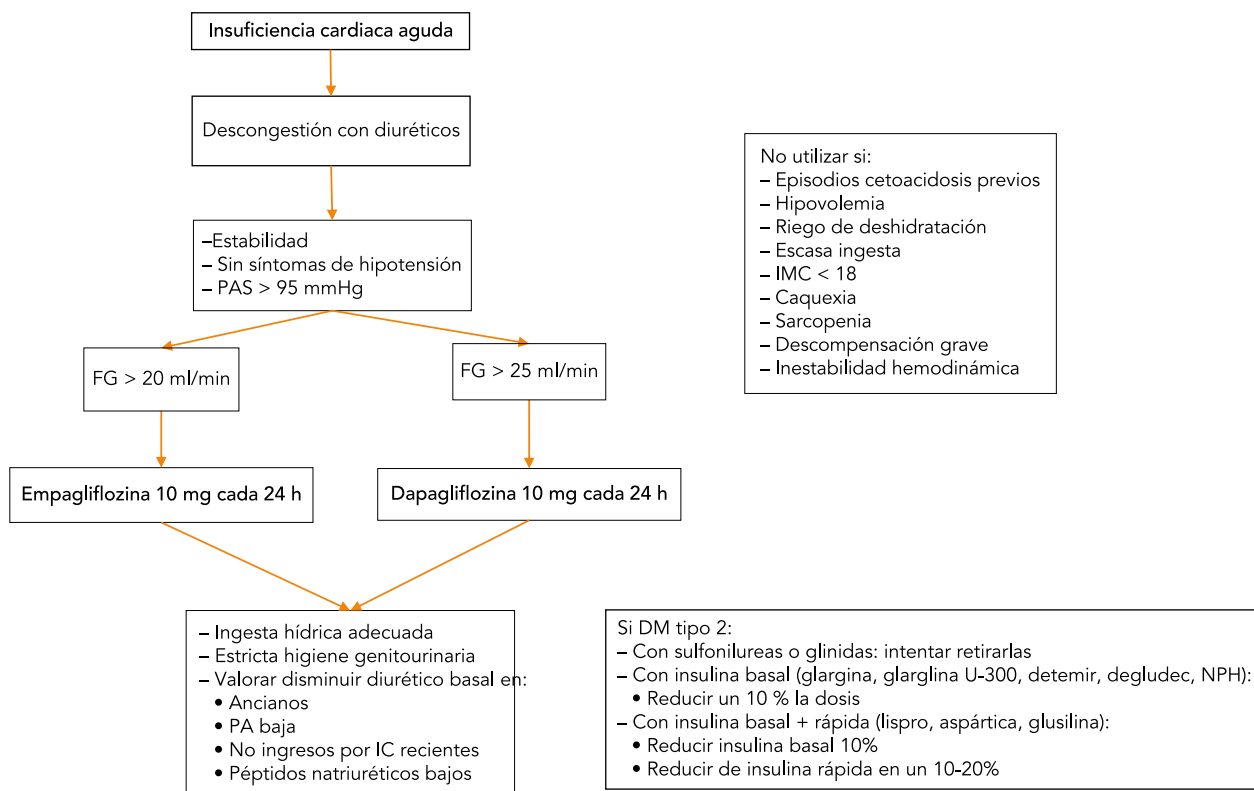 Insuficiencia cardiaca aguda
Descongestión con diuréticos
–Estabilidad
– Sin síntomas de hipotensión
– PAS > 95 mmHg
FG > 20 ml/min
FG > 25 ml/min
Empagliflozina 10 mg cada 24 h
Dapagliflozina 10 mg cada 24 h
– Ingesta hídrica adecuada
– Estricta higiene genitourinaria
– Valorar disminuir diurético basal en:
• Ancianos
• PA baja
• No ingresos por IC recientes
• Péptidos natriuréticos bajos
No utilizar si:
– Episodios cetoacidosis previos
– Hipovolemia
– Riego de deshidratación
– Escasa ingesta
– IMC < 18
– Caquexia
– Sarcopenia
– Descompensación grave
– Inestabilidad hemodinámica
Si DM tipo 2:
– Con sulfonilureas o glinidas: intentar retirarlas
– Con insulina basal (glargina, glarglina U-300, detemir, degludec, NPH):
• Reducir un 10 % la dosis
– Con insulina basal + rápida (lispro, aspártica, glusilina):
• Reducir insulina basal 10%
• Reducir de insulina rápida en un 10-20%